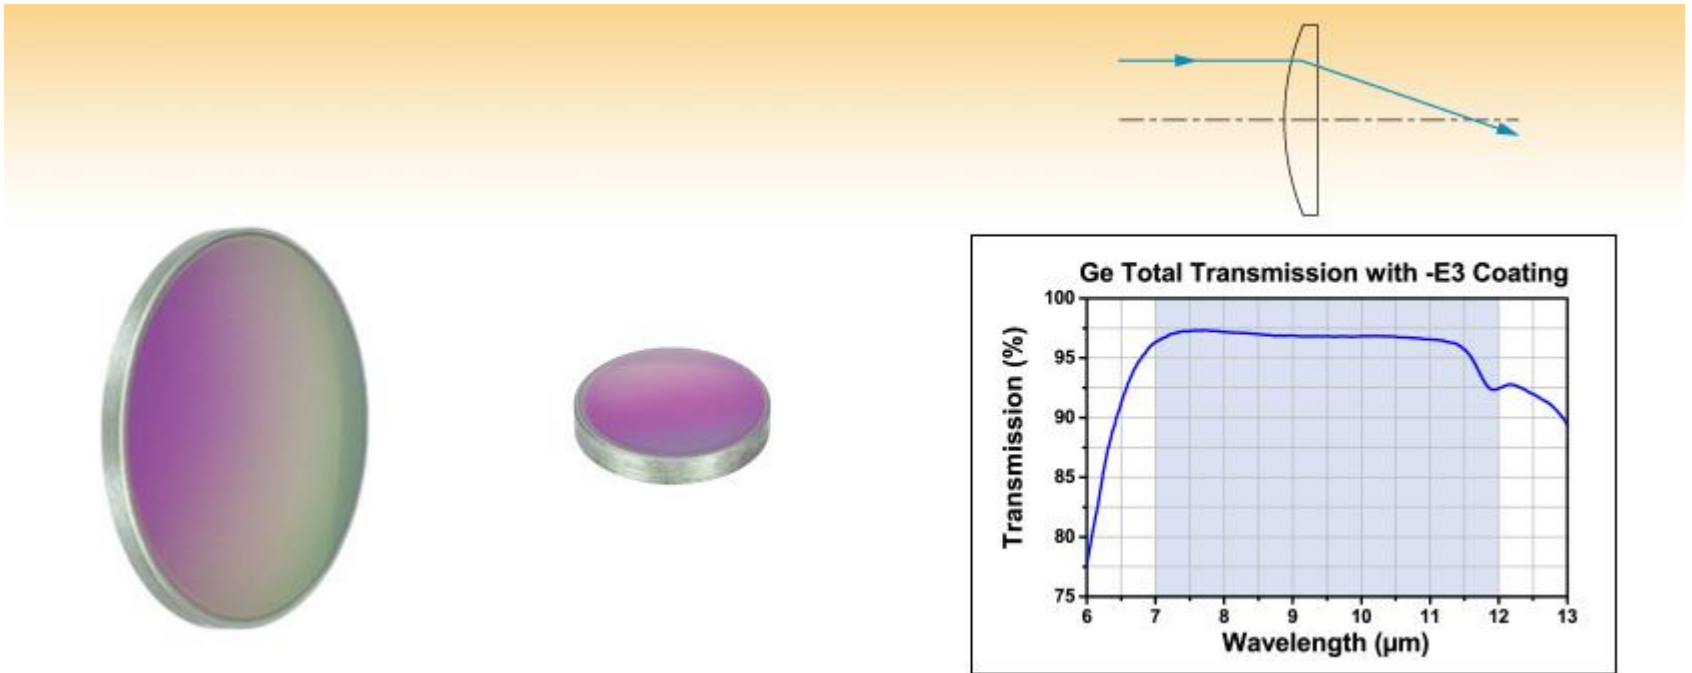 Ge Total Transmission with -E3 Coating
Transmission (%)
100
95
90
85
80
75
6 7 8 9 10 11 12 13
Wavelength (µm)